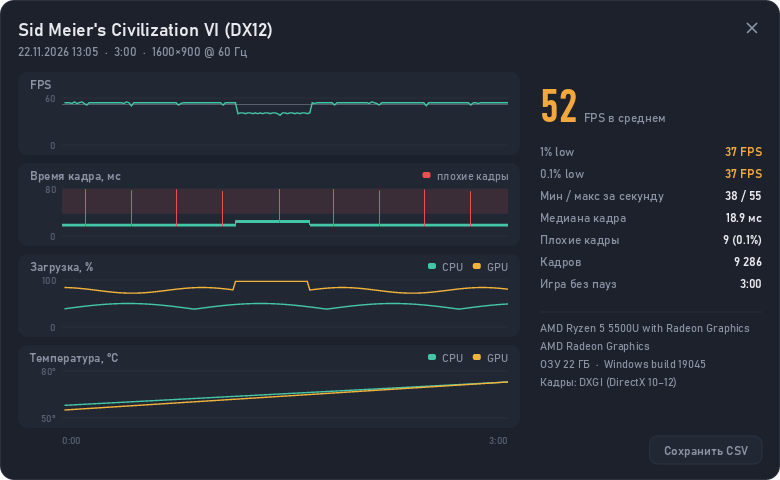 Sid Meier's Civilization VI (DX12)
22.11.2026 13:05 · 3:00 · 1600×900 @ 60 Гц
FPS
60
0
Время кадра, мс
плохие кадры
80
0
Загрузка, %
CPU
GPU
100
0
Температура, °C
CPU
GPU
80°
50°
0:00
3:00
52 FPS в среднем
1% low 37 FPS
0.1% low 37 FPS
Мин / макс за секунду 38 / 55
Медиана кадра 18.9 мс
Плохие кадры 9 (0.1%)
Кадров 9 286
Игра без пауз 3:00
AMD Ryzen 5 5500U with Radeon Graphics
AMD Radeon Graphics
ОЗУ 22 ГБ · Windows build 19045
Кадры: DXGI (DirectX 10–12)
Сохранить CSV